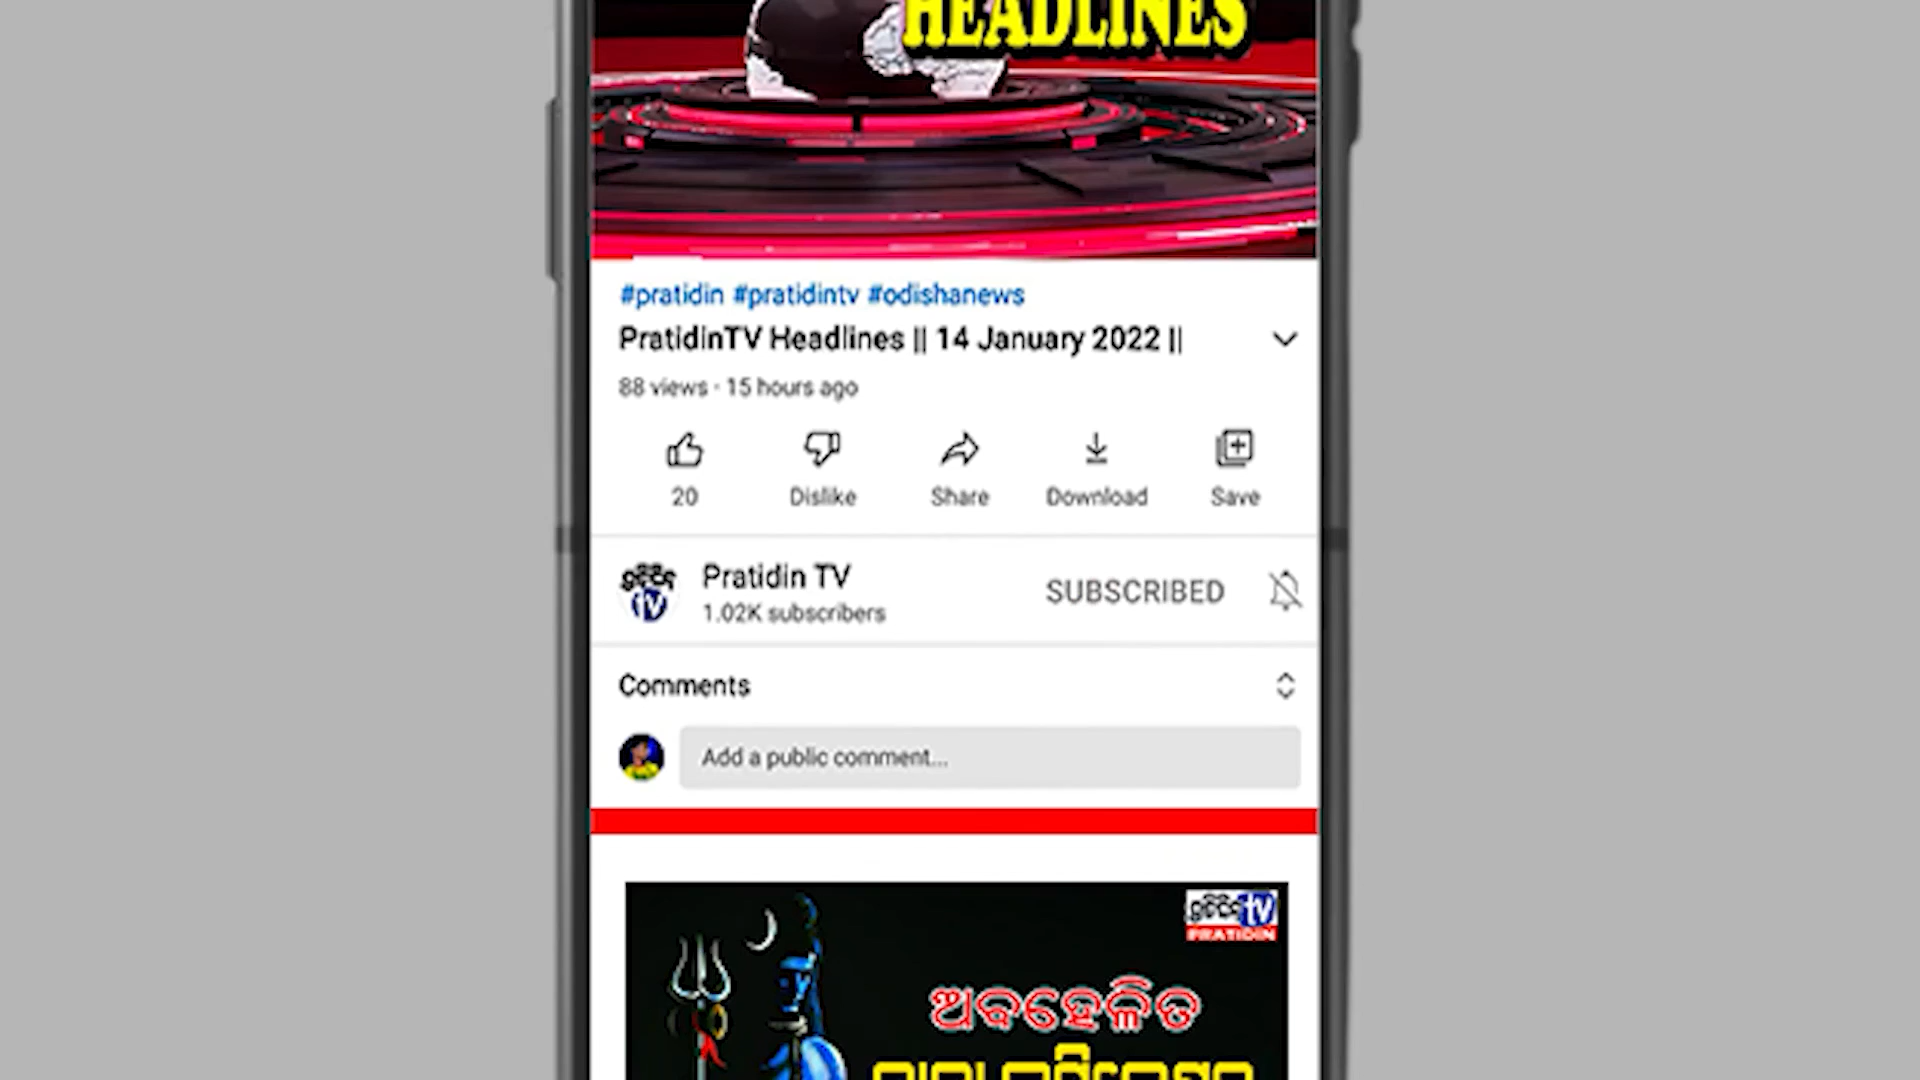 HEADLINES
#pratidin #pratidintv #odishanews
PratidinTV Headlines || 14 January 2022 ||
88 views · 15 hours ago
20
Dislike
Share
Download
Save
Pratidin TV
1.02K subscribers
SUBSCRIBED
Comments
Add a public comment...
tv
PRATIDIN
ଅବହେଳିତ